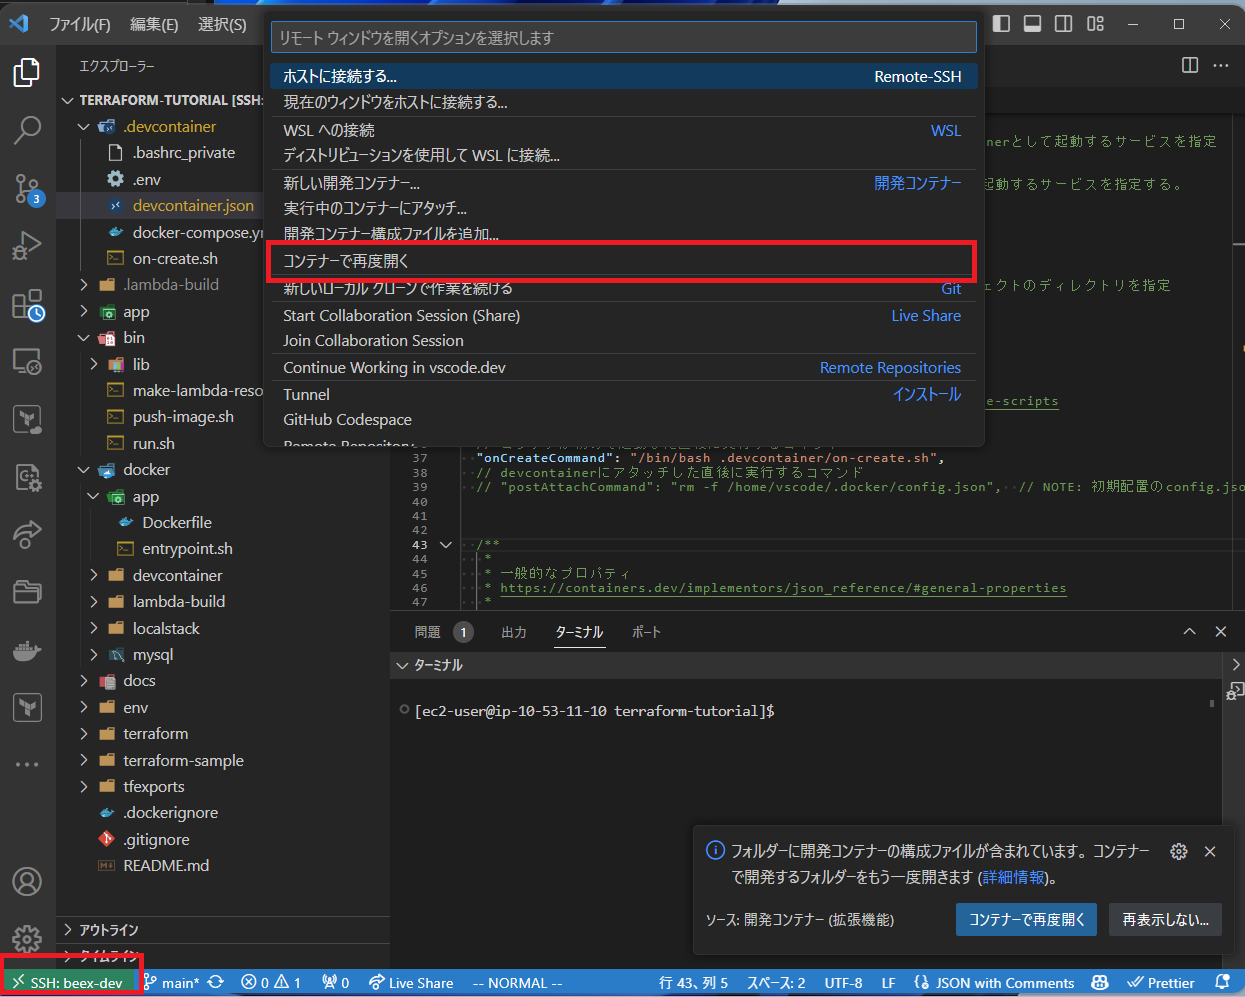 ファイル(F) 編集(E) 選択(S)
リモート ウィンドウを開くオプションを選択します
ホストに接続する... Remote-SSH
現在のウィンドウをホストに接続する...
WSL への接続 WSL
ディストリビューションを使用して WSL に接続...
新しい開発コンテナー... 開発コンテナー
実行中のコンテナーにアタッチ...
開発コンテナー構成ファイルを追加...
コンテナーで再度開く
新しいローカル クローンで作業を続ける Git
Start Collaboration Session (Share) Live Share
Join Collaboration Session
Continue Working in vscode.dev Remote Repositories
Tunnel インストール
GitHub Codespace
Remote Repository
エクスプローラー
TERRAFORM-TUTORIAL [SSH:
.devcontainer
.bashrc_private
.env
devcontainer.json
docker-compose.yr
on-create.sh
.lambda-build
app
bin
lib
make-lambda-reso
push-image.sh
run.sh
docker
app
Dockerfile
entrypoint.sh
devcontainer
lambda-build
localstack
mysql
docs
env
terraform
terraform-sample
tfexports
.dockerignore
.gitignore
README.md
アウトライン
タイムライン
3
nerとして起動するサービスを指定
起動するサービスを指定する。
ェクトのディレクトリを指定
e-scripts
37 "onCreateCommand": "/bin/bash .devcontainer/on-create.sh",
38 // devcontainerにアタッチした直後に実行するコマンド
39 // "postAttachCommand": "rm -f /home/vscode/.docker/config.json", // NOTE: 初期配置のconfig.jso
40
41
42
43 /**
44 *
45 * 一般的なプロパティ
46 * https://containers.dev/implementors/json_reference/#general-properties
47 *
問題 1 出力 ターミナル ポート
ターミナル
[ec2-user@ip-10-53-11-10 terraform-tutorial]$
フォルダーに開発コンテナーの構成ファイルが含まれています。コンテナー
で開発するフォルダーをもう一度開きます (詳細情報)。
ソース: 開発コンテナー (拡張機能) コンテナーで再度開く 再表示しない...
SSH: beex-dev main* 0 1 0 Live Share -- NORMAL -- 行 43、列 5 スペース: 2 UTF-8 LF JSON with Comments Prettier